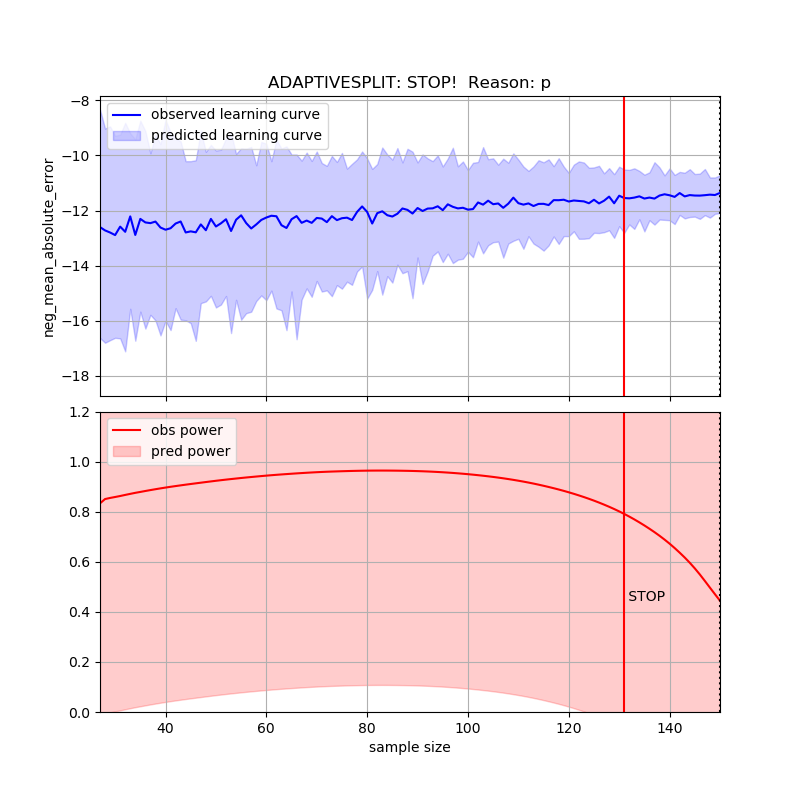 ADAPTIVESPLIT: STOP!  Reason: p
neg_mean_absolute_error
−8
−10
−12
−14
−16
−18
observed learning curve
predicted learning curve
1.2
1.0
0.8
0.6
0.4
0.2
0.0
obs power
pred power
STOP
40
60
80
100
120
140
sample size